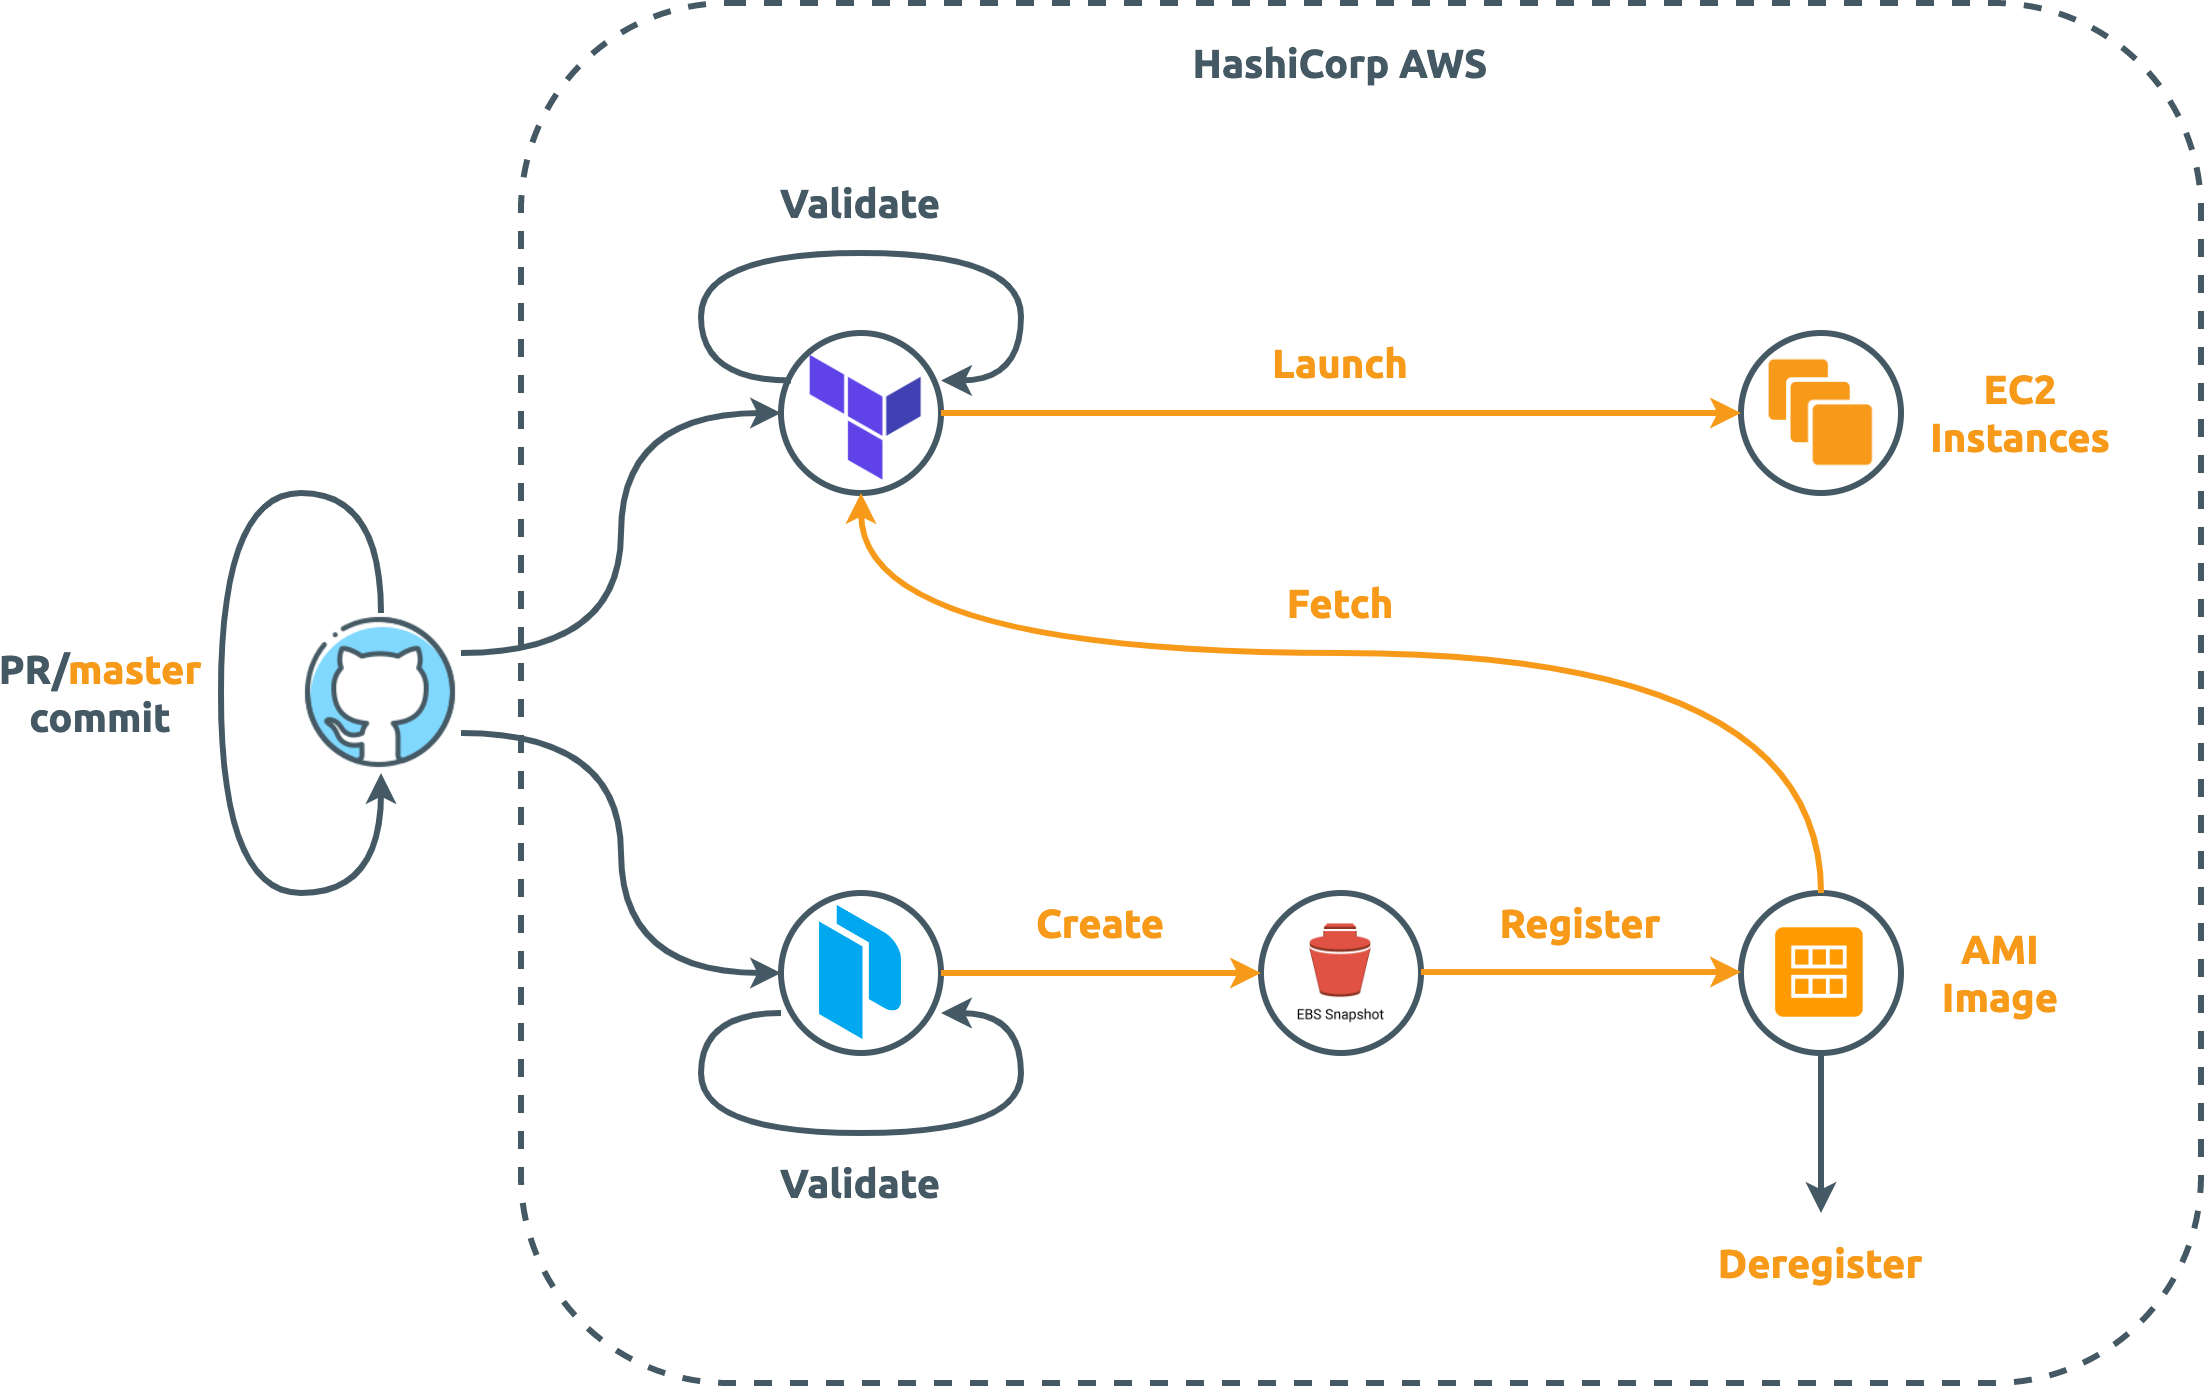 HashiCorp AWS
Validate
Launch
EC2
Instances
Fetch
PR/master
commit
Create
Register
AMI
Image
EBS Snapshot
Validate
Deregister